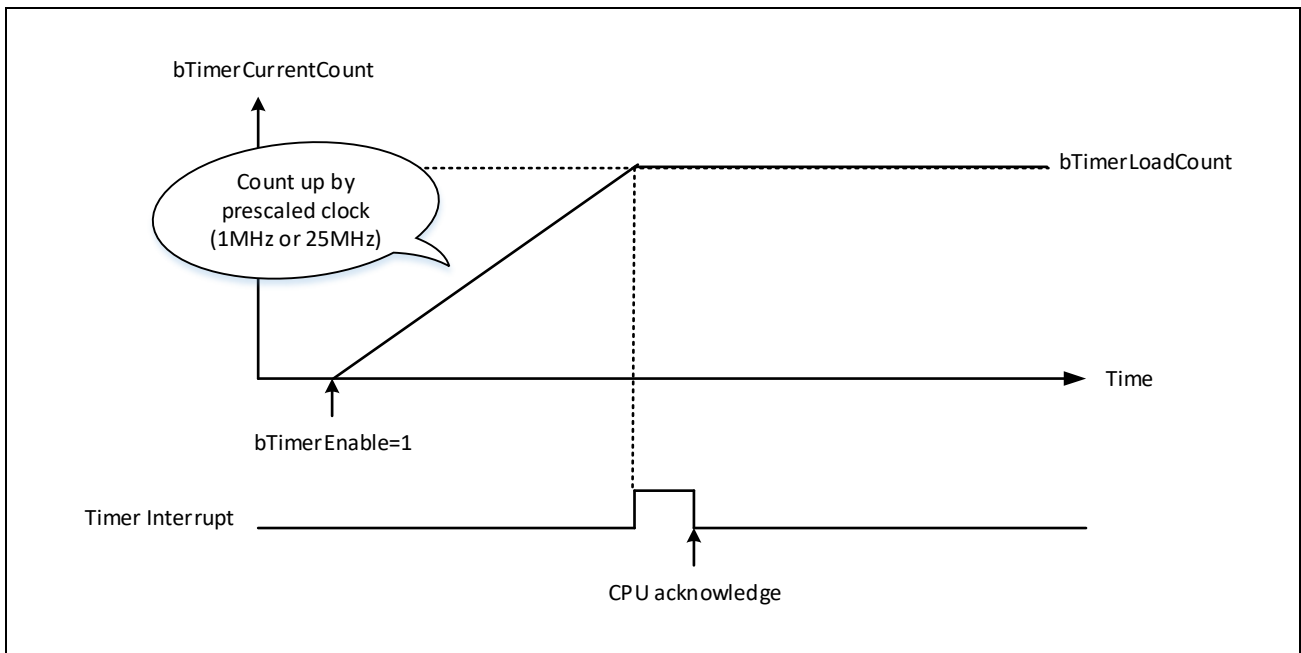 bTimerCurrentCount
Count up by
prescaled clock
(1MHz or 25MHz)
bTimerLoadCount
Time
bTimerEnable=1
Timer Interrupt
CPU acknowledge